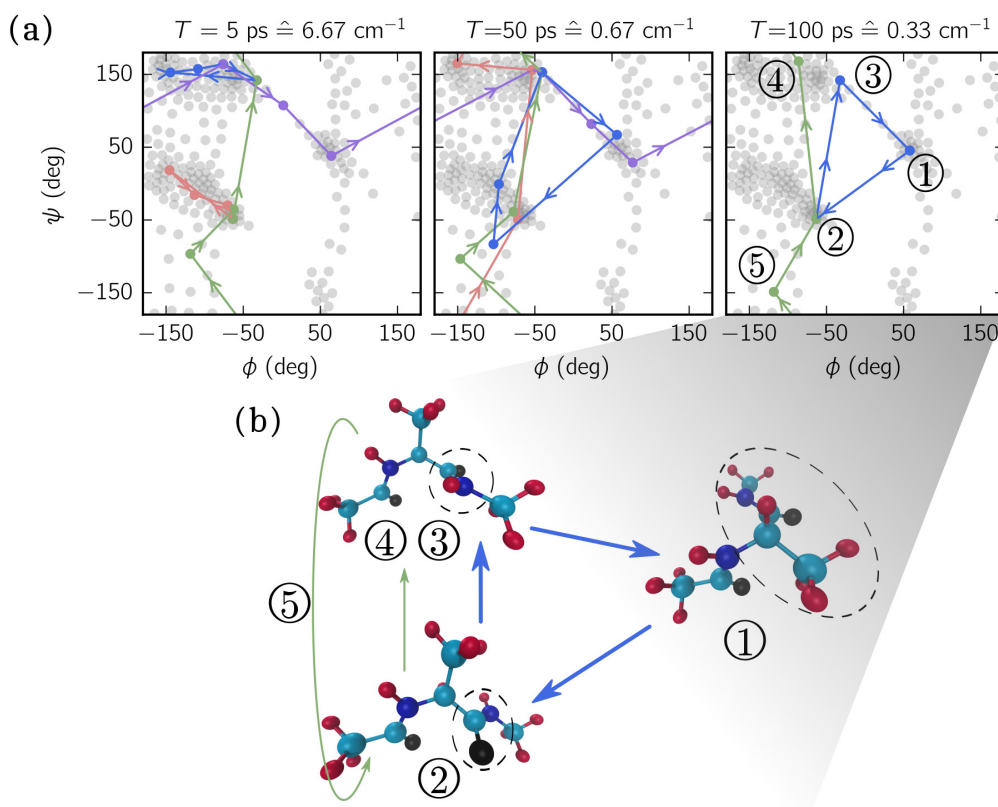 (a)
T = 5 ps ≙ 6.67 cm⁻¹
T=50 ps ≙ 0.67 cm⁻¹
T=100 ps ≙ 0.33 cm⁻¹
ψ (deg)
150
50
−50
−150
④ ③
①
②
⑤
−150 −50 50 150
−150 −50 50 150
−150 −50 50 150
ϕ (deg)
ϕ (deg)
ϕ (deg)
(b)
④ ③
⑤
①
②